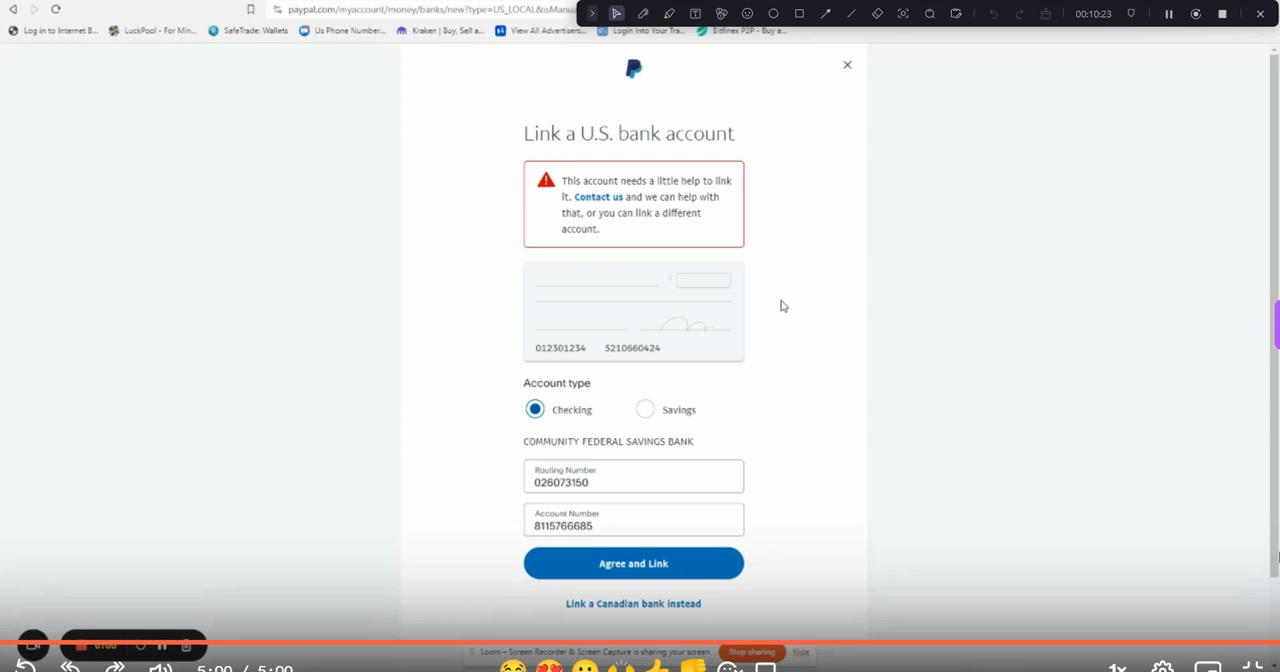 paypal.com/myaccount/money/banks/new?type=US_LOCAL&isManua
00:10:23
Log in to Internet B...
LuckPool - For Min...
SafeTrade: Wallets
Us Phone Number...
Kraken | Buy, Sell a...
View All Advertisers...
Login Into Your Tra...
Bitfinex P2P - Buy a...
Link a U.S. bank account
This account needs a little help to link
it. Contact us and we can help with
that, or you can link a different
account.
$
012301234 5210660424
Account type
Checking Savings
COMMUNITY FEDERAL SAVINGS BANK
Routing Number
026073150
Account Number
8115766685
Agree and Link
Link a Canadian bank instead
0:00
Loom – Screen Recorder & Screen Capture is sharing your screen.
Stop sharing
Hide
5:00 / 5:00
1x